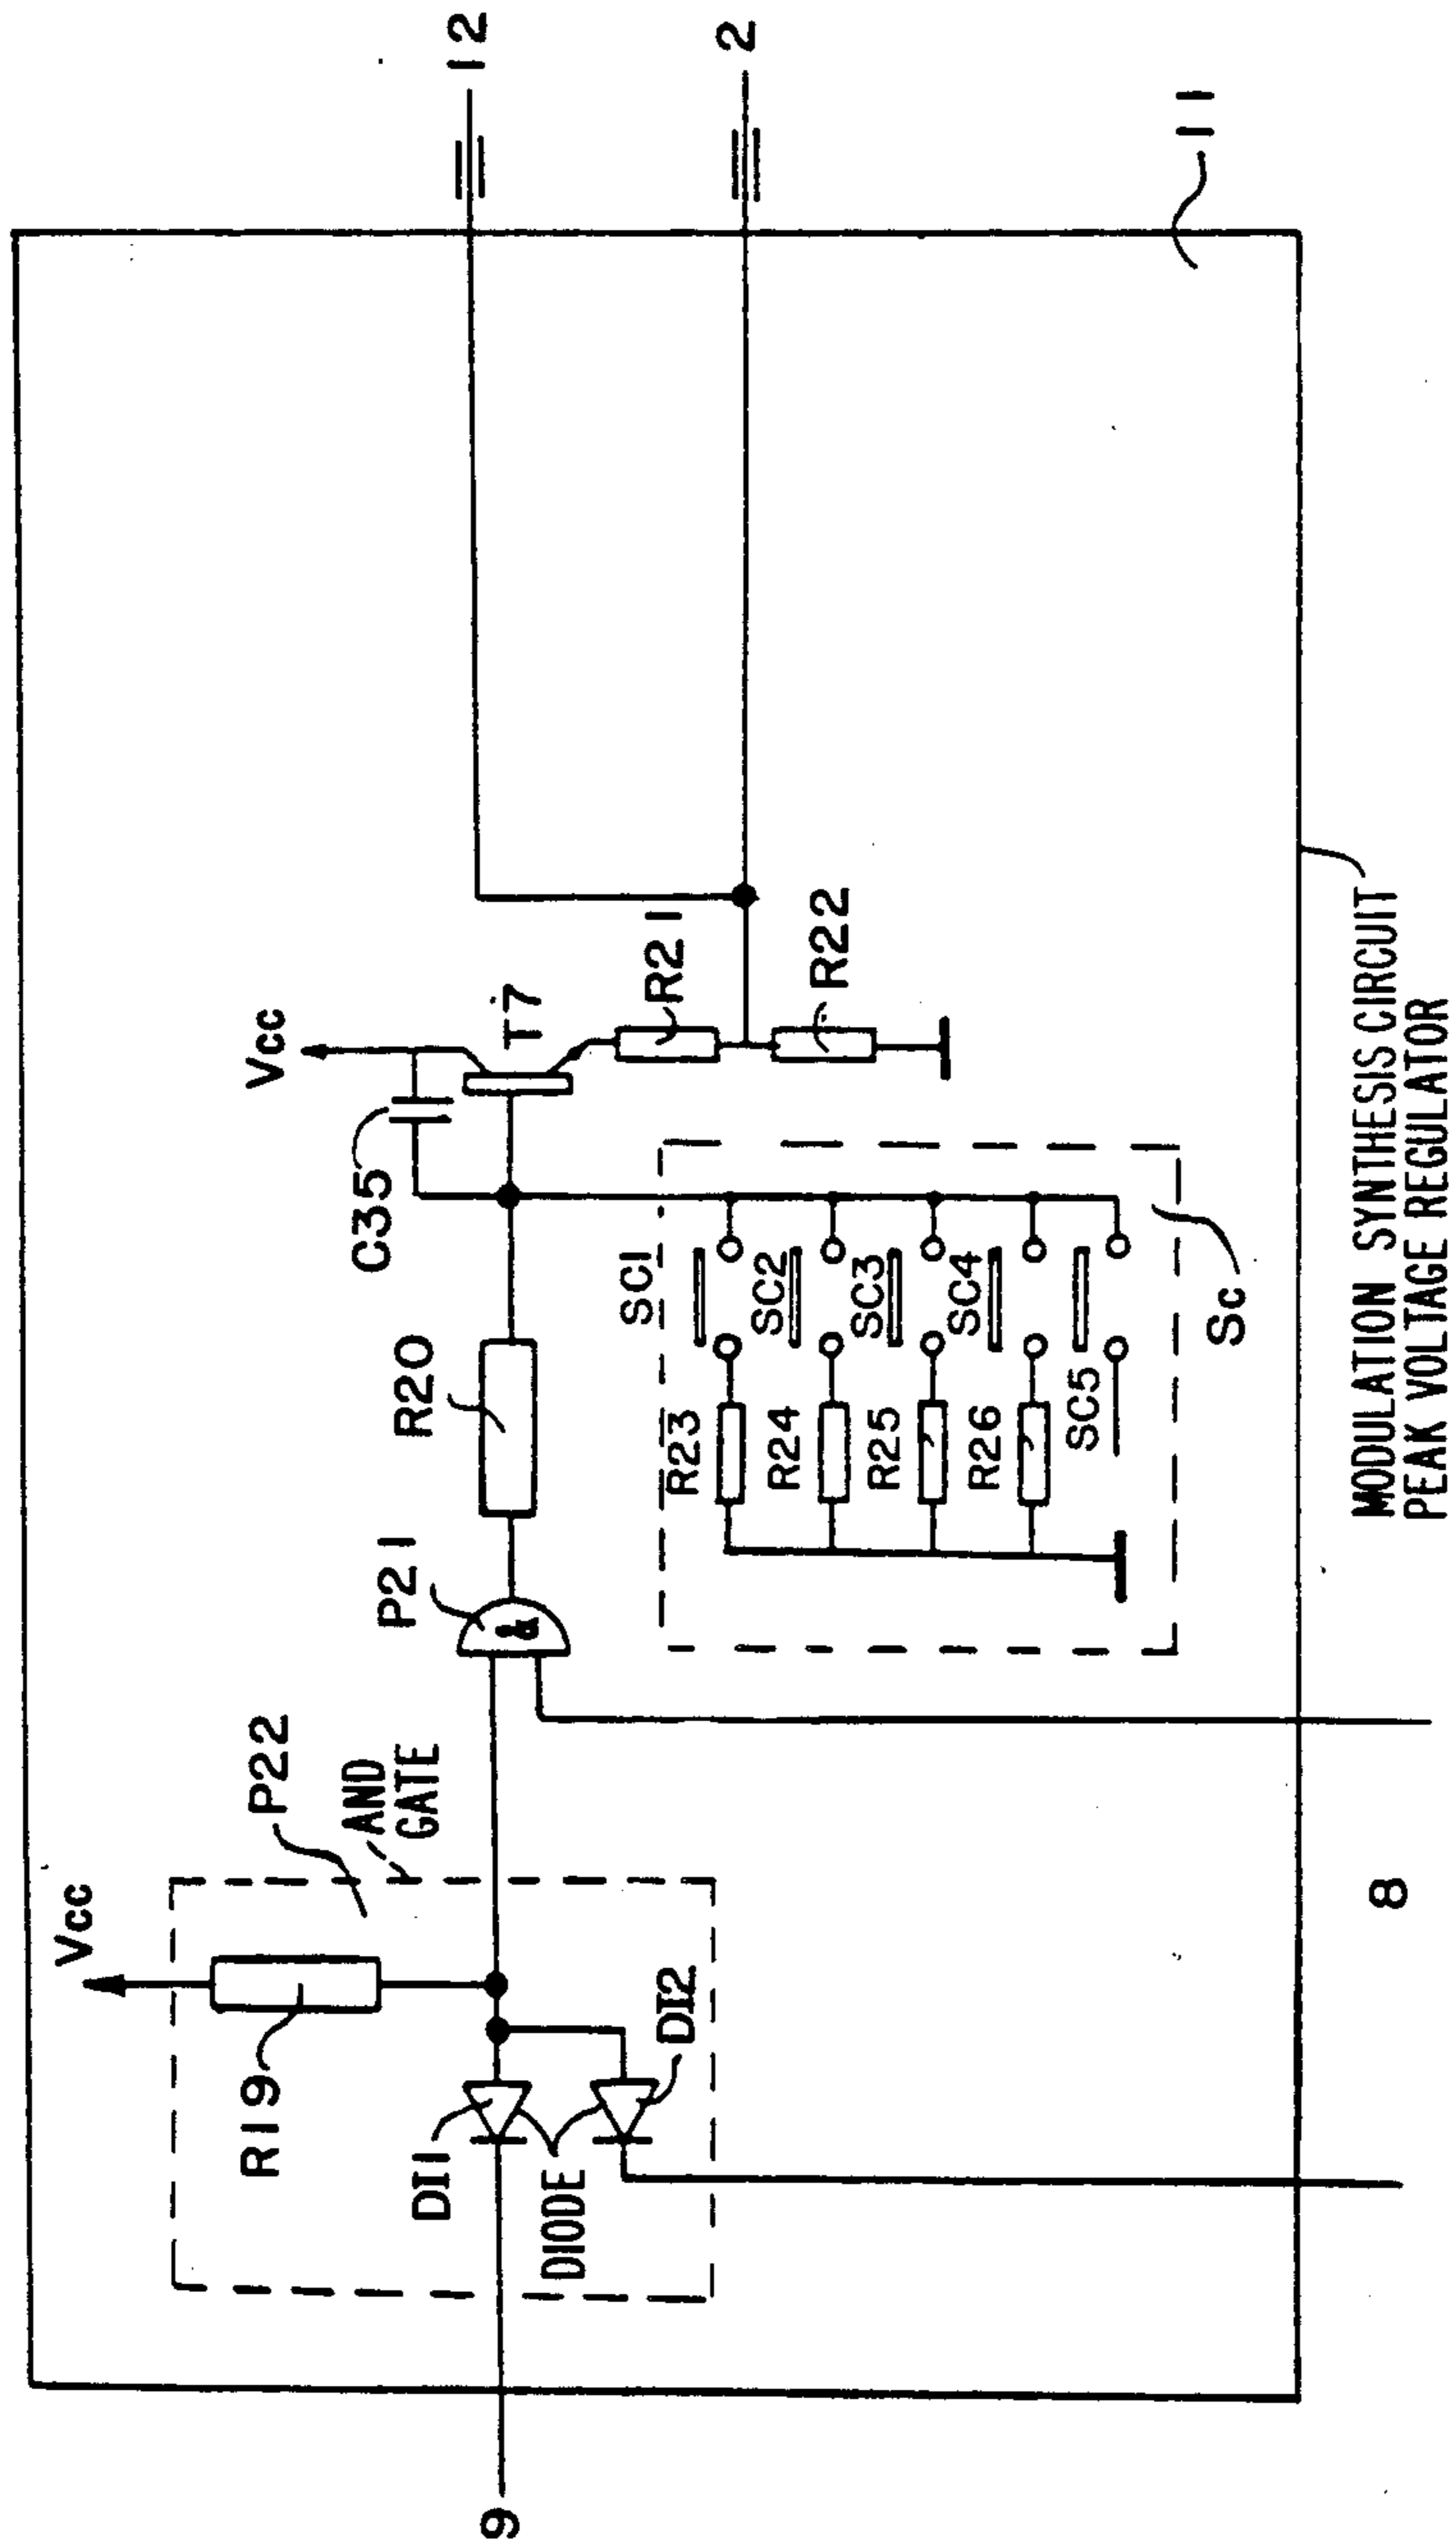 Vcc
P22
AND
GATE
R19
DI1
DI2
DIODE
9
P21
&
R20
C35
Vcc
T7
R21
R22
SC1
SC2
SC3
SC4
SC5
R23
R24
R25
R26
Sc
12
2
11
8
MODULATION SYNTHESIS CIRCUIT
PEAK VOLTAGE REGULATOR